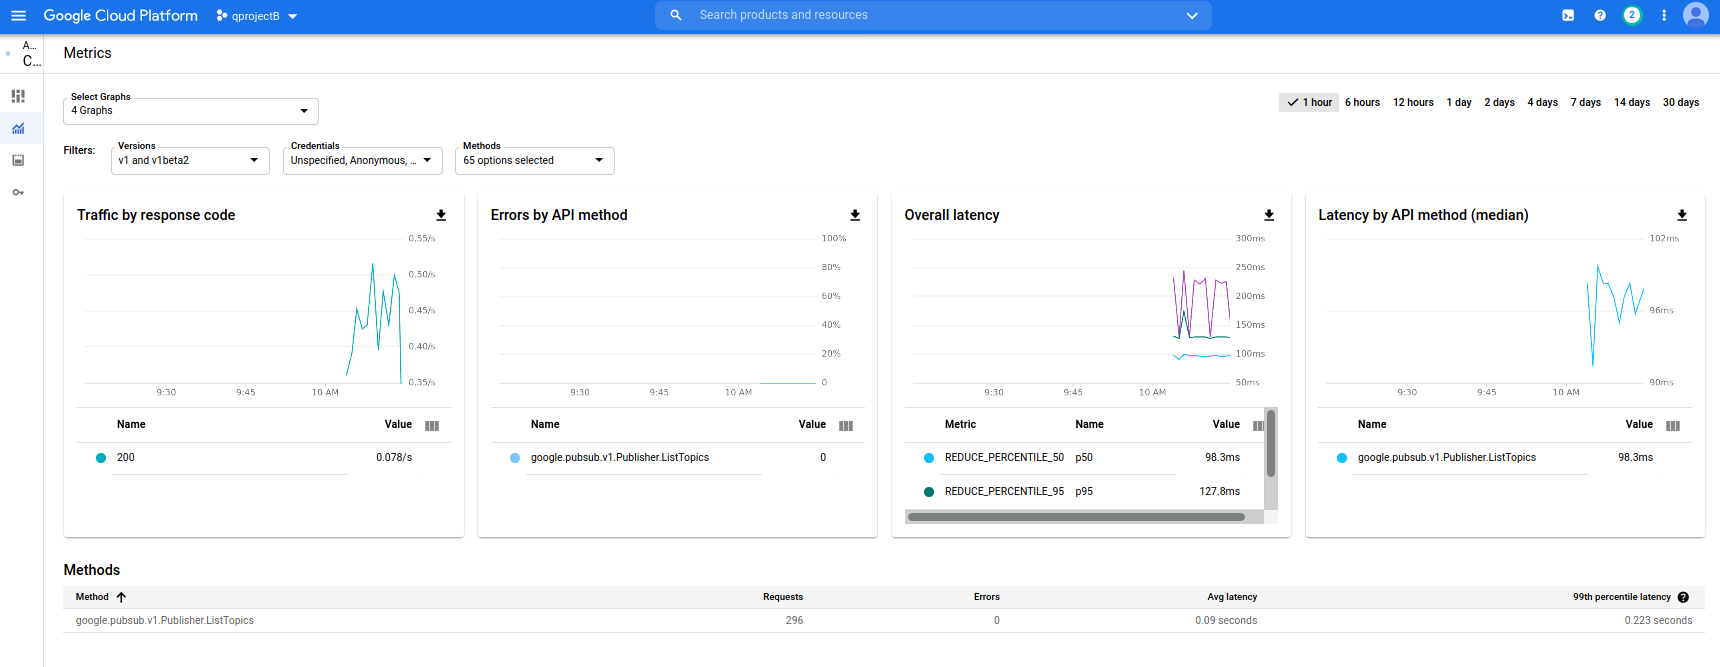 Google Cloud Platform
qprojectB
Search products and resources
2
A...
C...
Metrics
Select Graphs
4 Graphs
1 hour 6 hours 12 hours 1 day 2 days 4 days 7 days 14 days 30 days
Filters:
Versions
v1 and v1beta2
Credentials
Unspecified, Anonymous, ...
Methods
65 options selected
Traffic by response code
0.55/s
0.50/s
0.45/s
0.40/s
0.35/s
9:30 9:45 10 AM
Name Value
200 0.078/s
Errors by API method
100%
80%
60%
40%
20%
0
9:30 9:45 10 AM
Name Value
google.pubsub.v1.Publisher.ListTopics 0
Overall latency
300ms
250ms
200ms
150ms
100ms
50ms
9:30 9:45 10 AM
Metric Name Value
REDUCE_PERCENTILE_50 p50 98.3ms
REDUCE_PERCENTILE_95 p95 127.8ms
Latency by API method (median)
102ms
96ms
90ms
9:30 9:45 10 AM
Name Value
google.pubsub.v1.Publisher.ListTopics 98.3ms
Methods
Method Requests Errors Avg latency 99th percentile latency
google.pubsub.v1.Publisher.ListTopics 296 0 0.09 seconds 0.223 seconds